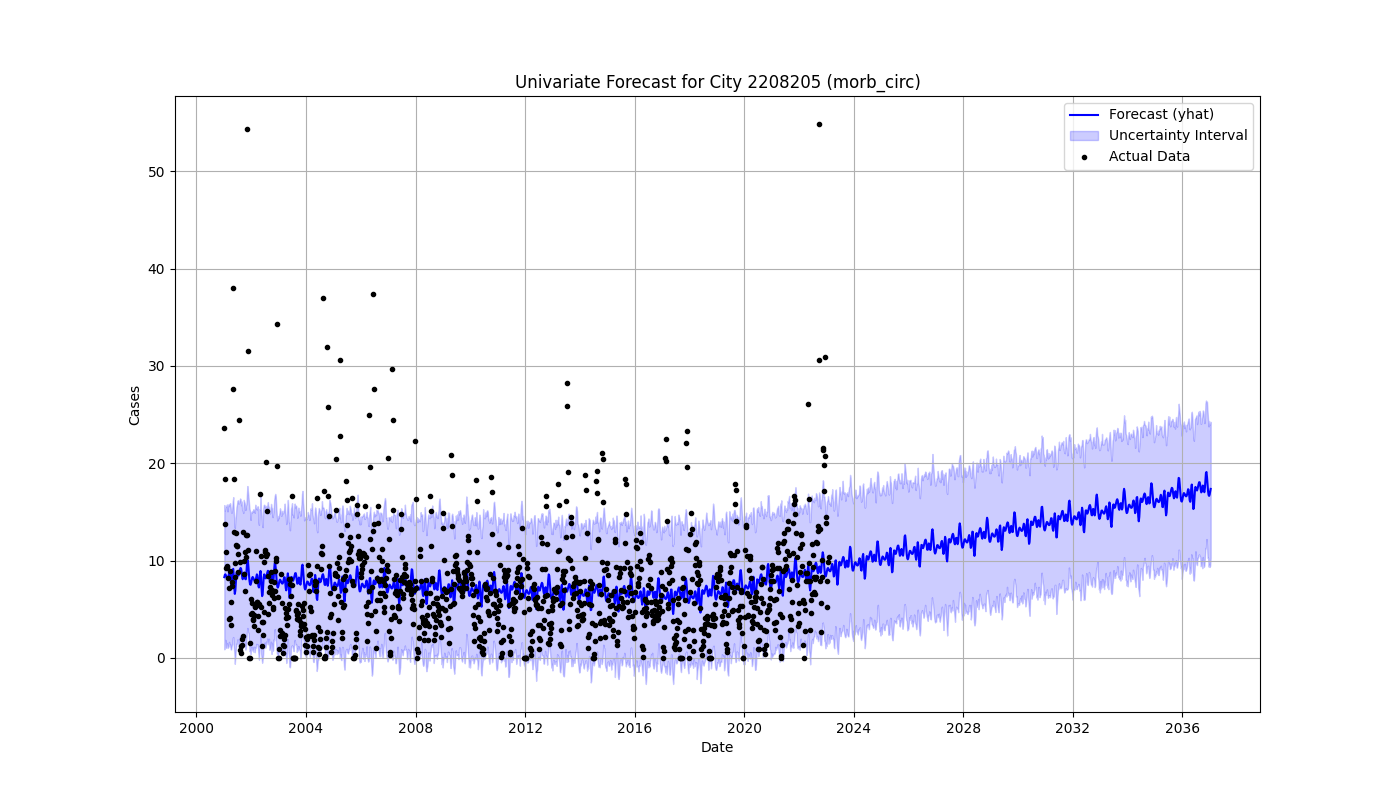 Univariate Forecast for City 2208205 (morb_circ)
Forecast (yhat)
Uncertainty Interval
Actual Data
Cases
50
40
30
20
10
0
2000 2004 2008 2012 2016 2020 2024 2028 2032 2036
Date